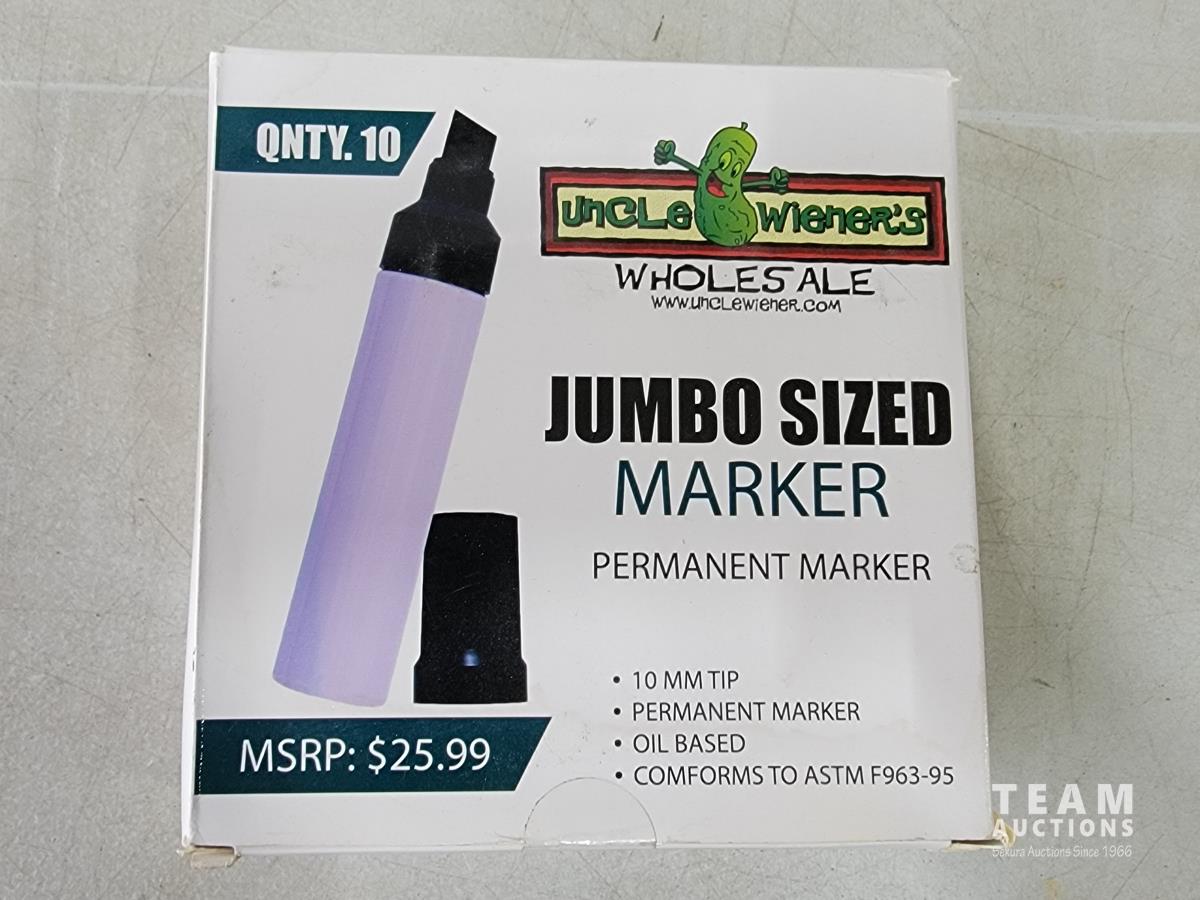 QNTY. 10
UNCLE WIENER'S
WHOLESALE
WWW.UNCLEWIENER.COM
JUMBO SIZED
MARKER
PERMANENT MARKER
• 10 MM TIP
• PERMANENT MARKER
• OIL BASED
• COMFORMS TO ASTM F963-95
MSRP: $25.99
TEAM
AUCTIONS
Sekura Auctions Since 1966